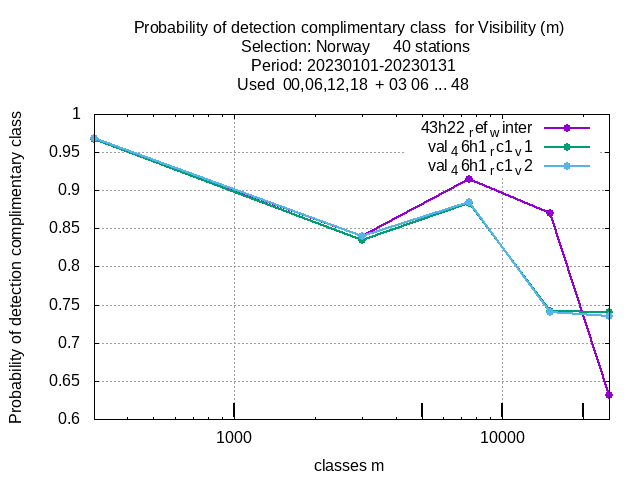 Probability of detection complimentary class for Visibility (m)
Selection: Norway 40 stations
Period: 20230101-20230131
Used 00,06,12,18 + 03 06 ... 48
Probability of detection complimentary class
1
0.95
0.9
0.85
0.8
0.75
0.7
0.65
0.6
43h22_ref_winter
val_46h1_rc1_v1
val_46h1_rc1_v2
1000 10000
classes m